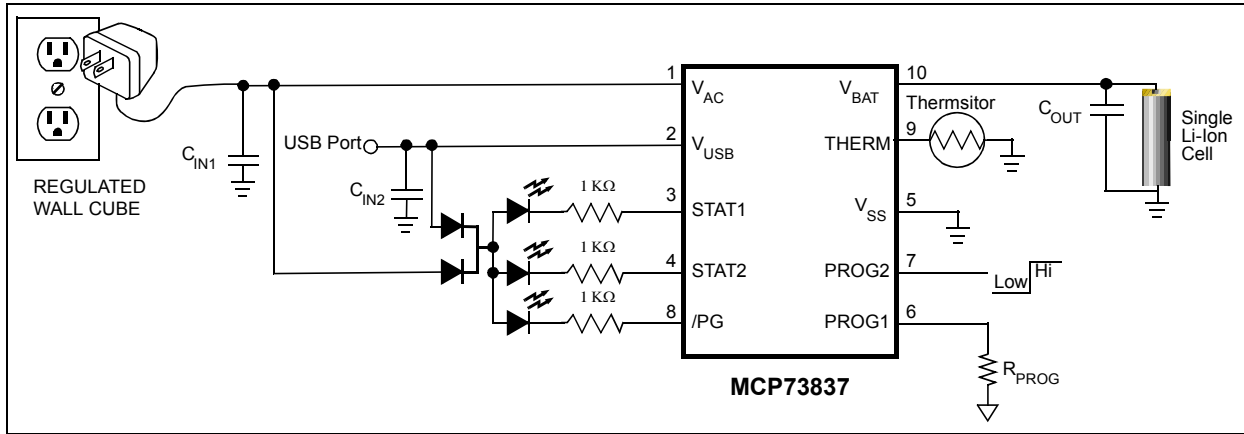 REGULATED
WALL CUBE
C_IN1
USB Port
C_IN2
1 KΩ
1 KΩ
1 KΩ
1
V_AC
2
V_USB
3
STAT1
4
STAT2
8
/PG
10
V_BAT
9
THERM
5
V_SS
7
PROG2
6
PROG1
MCP73837
Thermsitor
C_OUT
Single
Li-Ion
Cell
Low
Hi
R_PROG